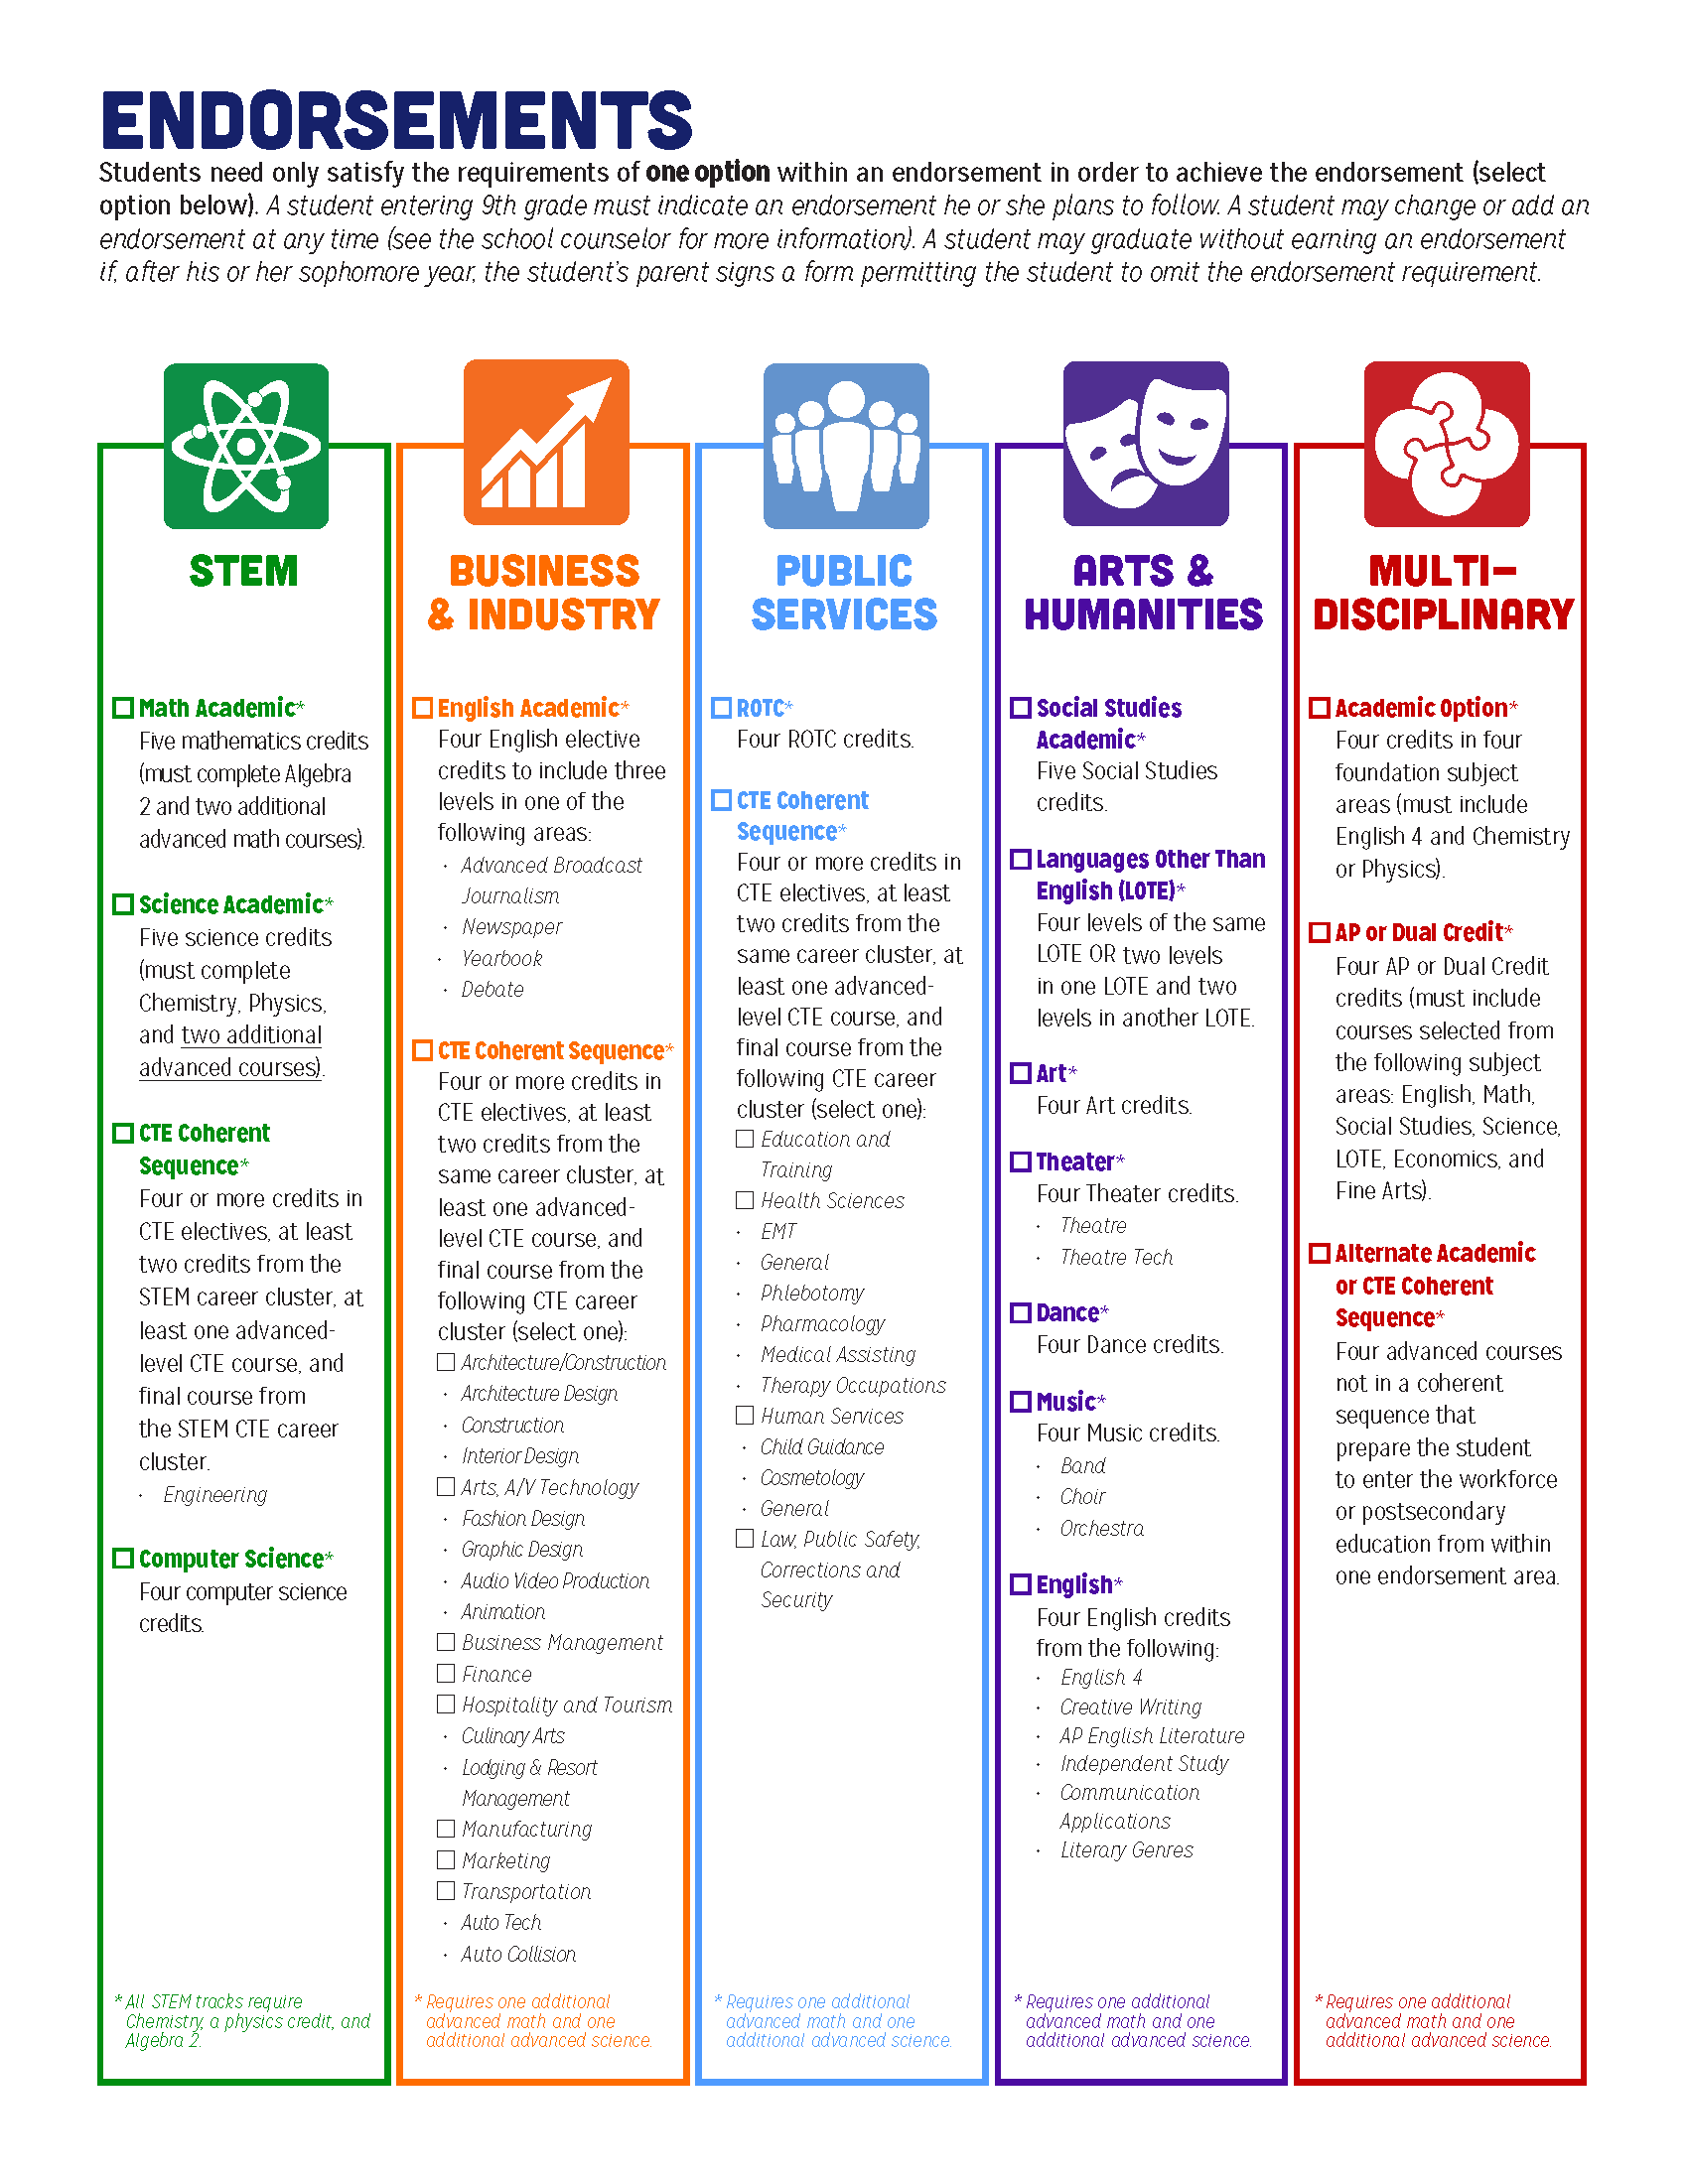 ENDORSEMENTS
Students need only satisfy the requirements of one option within an endorsement in order to achieve the endorsement (select
option below). A student entering 9th grade must indicate an endorsement he or she plans to follow. A student may change or add an
endorsement at any time (see the school counselor for more information). A student may graduate without earning an endorsement
if, after his or her sophomore year, the student's parent signs a form permitting the student to omit the endorsement requirement.
STEM
Math Academic*
Five mathematics credits
(must complete Algebra
2 and two additional
advanced math courses).
Science Academic*
Five science credits
(must complete
Chemistry, Physics,
and two additional
advanced courses).
CTE Coherent
Sequence*
Four or more credits in
CTE electives, at least
two credits from the
STEM career cluster, at
least one advanced-
level CTE course, and
final course from
the STEM CTE career
cluster.
· Engineering
Computer Science*
Four computer science
credits.
* All STEM tracks require
Chemistry, a physics credit, and
Algebra 2.
BUSINESS
& INDUSTRY
English Academic*
Four English elective
credits to include three
levels in one of the
following areas:
· Advanced Broadcast
Journalism
· Newspaper
· Yearbook
· Debate
CTE Coherent Sequence*
Four or more credits in
CTE electives, at least
two credits from the
same career cluster, at
least one advanced-
level CTE course, and
final course from the
following CTE career
cluster (select one):
Architecture/Construction
· Architecture Design
· Construction
· Interior Design
Arts, A/V Technology
· Fashion Design
· Graphic Design
· Audio Video Production
· Animation
Business Management
Finance
Hospitality and Tourism
· Culinary Arts
· Lodging & Resort
Management
Manufacturing
Marketing
Transportation
· Auto Tech
· Auto Collision
* Requires one additional
advanced math and one
additional advanced science.
PUBLIC
SERVICES
ROTC*
Four ROTC credits.
CTE Coherent
Sequence*
Four or more credits in
CTE electives, at least
two credits from the
same career cluster, at
least one advanced-
level CTE course, and
final course from the
following CTE career
cluster (select one):
Education and
Training
Health Sciences
· EMT
· General
· Phlebotomy
· Pharmacology
· Medical Assisting
· Therapy Occupations
Human Services
· Child Guidance
· Cosmetology
· General
Law, Public Safety,
Corrections and
Security
* Requires one additional
advanced math and one
additional advanced science.
ARTS &
HUMANITIES
Social Studies
Academic*
Five Social Studies
credits.
Languages Other Than
English (LOTE)*
Four levels of the same
LOTE OR two levels
in one LOTE and two
levels in another LOTE.
Art*
Four Art credits.
Theater*
Four Theater credits.
· Theatre
· Theatre Tech
Dance*
Four Dance credits.
Music*
Four Music credits.
· Band
· Choir
· Orchestra
English*
Four English credits
from the following:
· English 4
· Creative Writing
· AP English Literature
· Independent Study
· Communication
Applications
· Literary Genres
* Requires one additional
advanced math and one
additional advanced science.
MULTI-
DISCIPLINARY
Academic Option*
Four credits in four
foundation subject
areas (must include
English 4 and Chemistry
or Physics).
AP or Dual Credit*
Four AP or Dual Credit
credits (must include
courses selected from
the following subject
areas: English, Math,
Social Studies, Science,
LOTE, Economics, and
Fine Arts).
Alternate Academic
or CTE Coherent
Sequence*
Four advanced courses
not in a coherent
sequence that
prepare the student
to enter the workforce
or postsecondary
education from within
one endorsement area.
* Requires one additional
advanced math and one
additional advanced science.